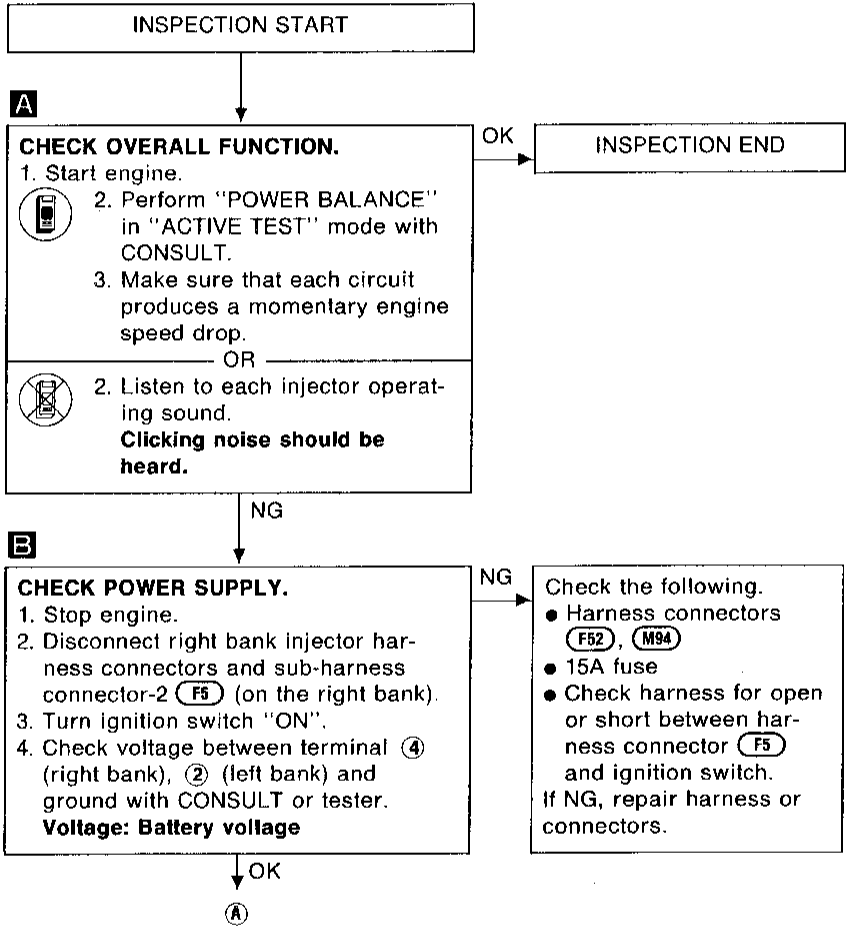 INSPECTION START
A
CHECK OVERALL FUNCTION.
1. Start engine.
2. Perform "POWER BALANCE"
in "ACTIVE TEST" mode with
CONSULT.
3. Make sure that each circuit
produces a momentary engine
speed drop.
OR
2. Listen to each injector operat-
ing sound.
Clicking noise should be
heard.
OK
INSPECTION END
NG
B
CHECK POWER SUPPLY.
1. Stop engine.
2. Disconnect right bank injector har-
ness connectors and sub-harness
connector-2 F5 (on the right bank).
3. Turn ignition switch "ON".
4. Check voltage between terminal 4
(right bank), 2 (left bank) and
ground with CONSULT or tester.
Voltage: Battery voltage
NG
Check the following.
● Harness connectors
F52, M94
● 15A fuse
● Check harness for open
or short between har-
ness connector F5
and ignition switch.
If NG, repair harness or
connectors.
OK
A